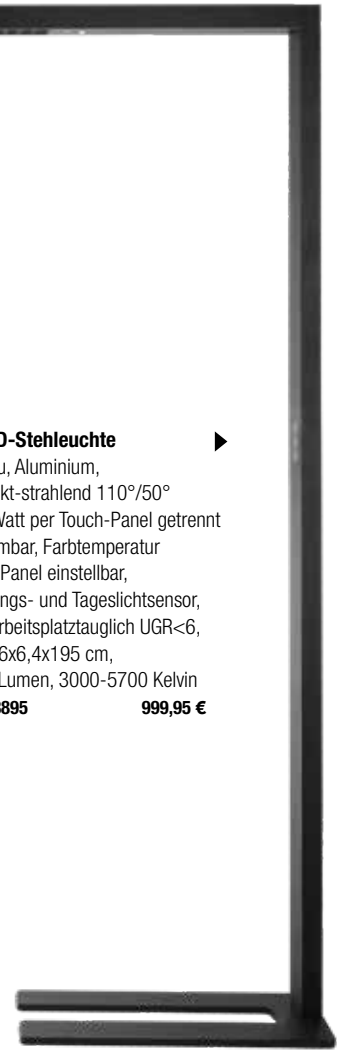 D-Stehleuchte
u, Aluminium,
kt-strahlend 110°/50°
Watt per Touch-Panel getrennt
mbar, Farbtemperatur
Panel einstellbar,
ngs- und Tageslichtsensor,
rbeitsplatztauglich UGR<6,
6x6,4x195 cm,
Lumen, 3000-5700 Kelvin
8895 999,95 €